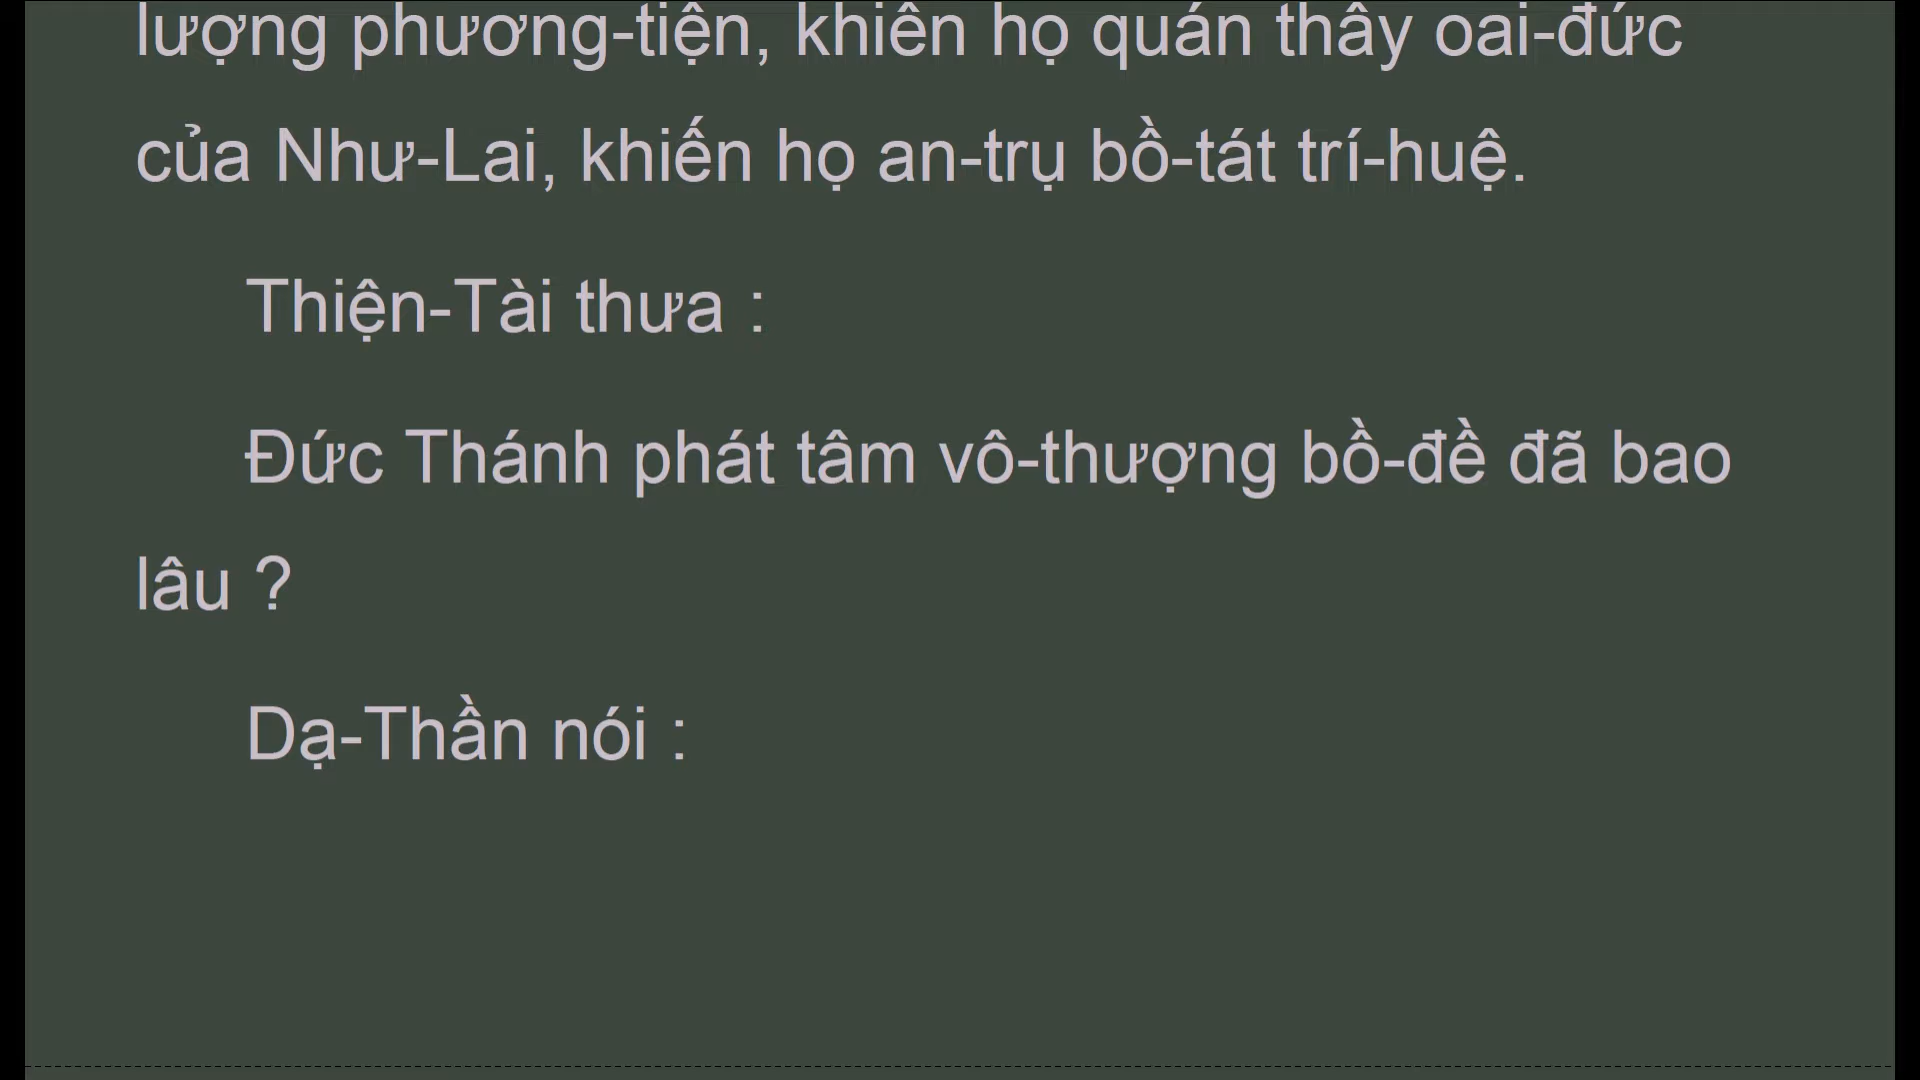 lượng phương-tiện, khiến họ quán thấy oai-đức
của Như-Lai, khiến họ an-trụ bồ-tát trí-huệ.
Thiện-Tài thưa :
Đức Thánh phát tâm vô-thượng bồ-đề đã bao
lâu ?
Dạ-Thần nói :